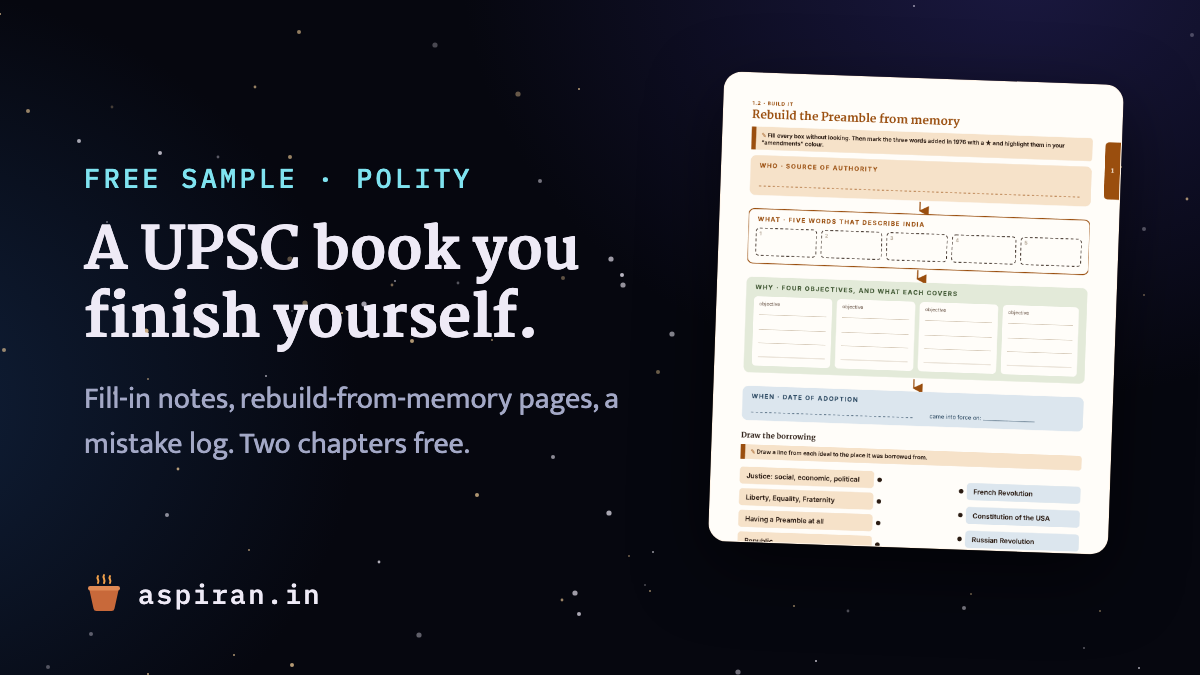 FREE SAMPLE · POLITY
A UPSC book you
finish yourself.
Fill-in notes, rebuild-from-memory pages, a
mistake log. Two chapters free.
aspiran.in
1.2 · BUILD IT
Rebuild the Preamble from memory
✎ Fill every box without looking. Then mark the three words added in 1976 with a ★ and highlight them in your
"amendments" colour.
1
WHO · SOURCE OF AUTHORITY
WHAT · FIVE WORDS THAT DESCRIBE INDIA
1 2 3 4 5
WHY · FOUR OBJECTIVES, AND WHAT EACH COVERS
objective objective objective objective
WHEN · DATE OF ADOPTION
came into force on:
Draw the borrowing
✎ Draw a line from each ideal to the place it was borrowed from.
Justice: social, economic, political
French Revolution
Liberty, Equality, Fraternity
Constitution of the USA
Having a Preamble at all
Russian Revolution
Republic